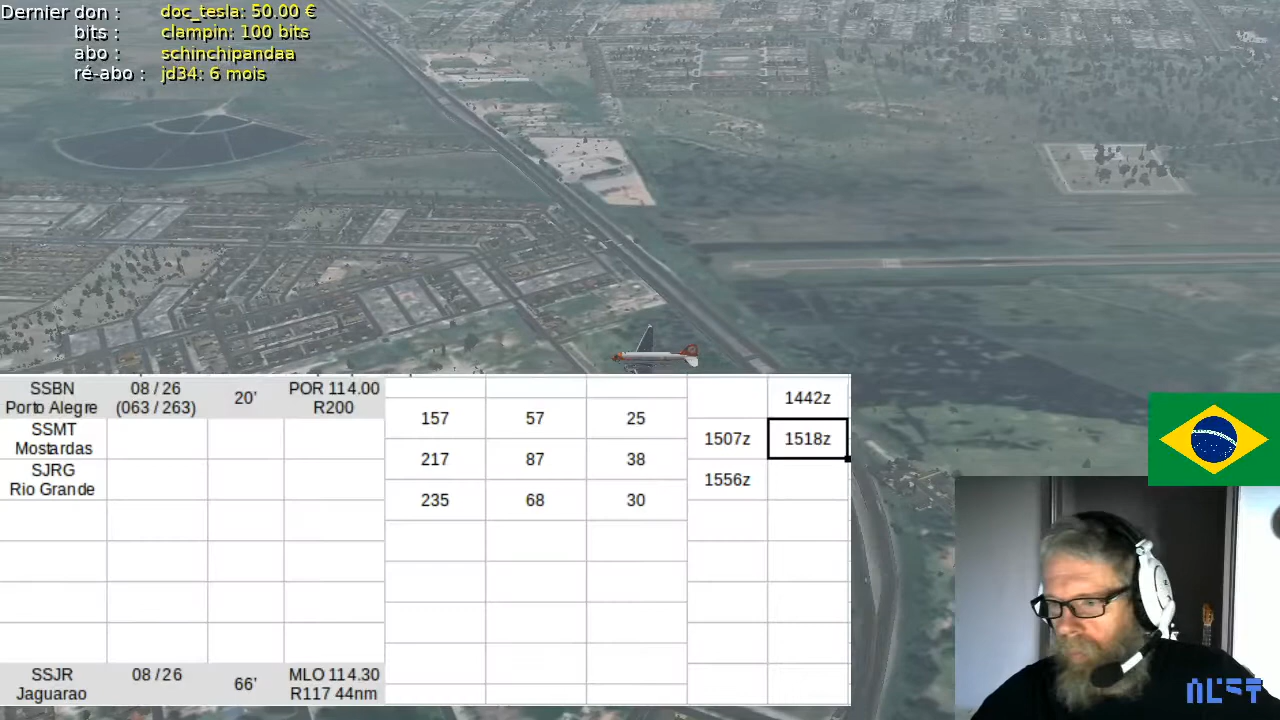 Dernier don : doc_tesla: 50.00 €
bits : clampin: 100 bits
abo : schinchipandaa
ré-abo : jd34: 6 mois
SSBN 08 / 26 20' POR 114.00 1442z
Porto Alegre (063 / 263) R200
157 57 25
SSMT 1507z 1518z
Mostardas
217 87 38
SJRG 1556z
Rio Grande
235 68 30
SSJR 08 / 26 66' MLO 114.30
Jaguarao R117 44nm